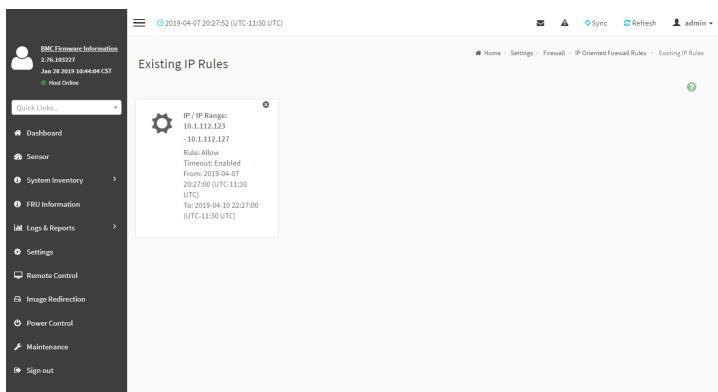 2019-04-07 20:27:52 (UTC-11:30 UTC)
Sync
Refresh
admin
BMC Firmware Information
2.76.103227
Jan 28 2019 10:44:04 CST
Host Online
Quick Links..
Dashboard
Sensor
System Inventory
FRU Information
Logs & Reports
Settings
Remote Control
Image Redirection
Power Control
Maintenance
Sign out
Existing IP Rules
Home > Settings > Firewall > IP Oriented Firewall Rules > Existing IP Rules
IP / IP Range:
10.1.112.123
- 10.1.112.127
Rule: Allow
Timeout: Enabled
From: 2019-04-07
20:27:00 (UTC-11:30
UTC)
To: 2019-04-10 22:27:00
(UTC-11:30 UTC)